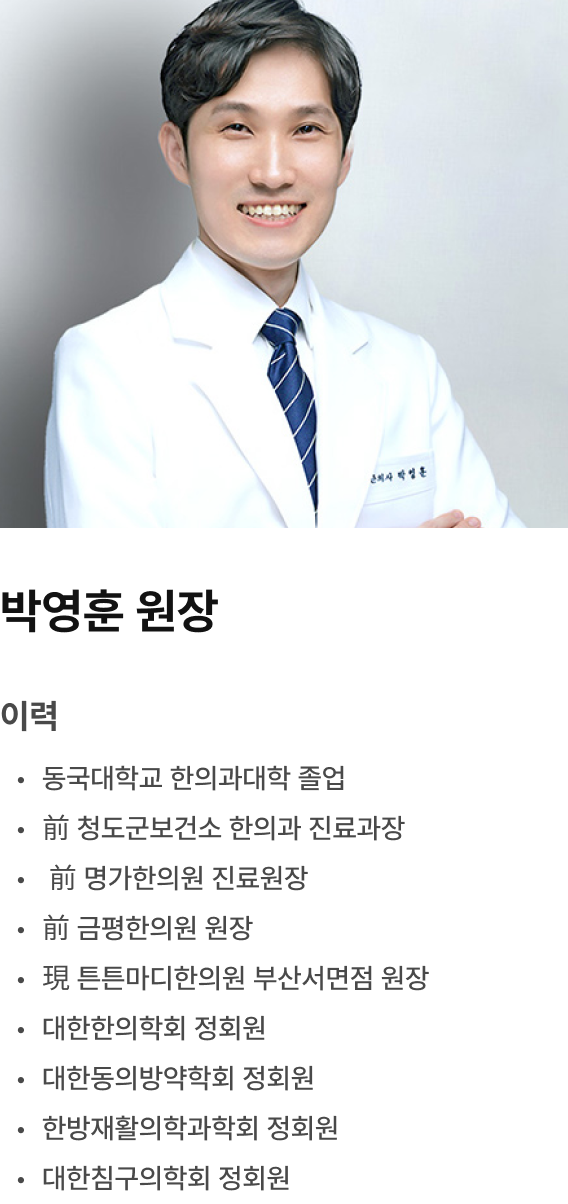 한의사 박영훈
박영훈 원장
이력
• 동국대학교 한의과대학 졸업
• 前 청도군보건소 한의과 진료과장
• 前 명가한의원 진료원장
• 前 금평한의원 원장
• 現 튼튼마디한의원 부산서면점 원장
• 대한한의학회 정회원
• 대한동의방약학회 정회원
• 한방재활의학과학회 정회원
• 대한침구의학회 정회원